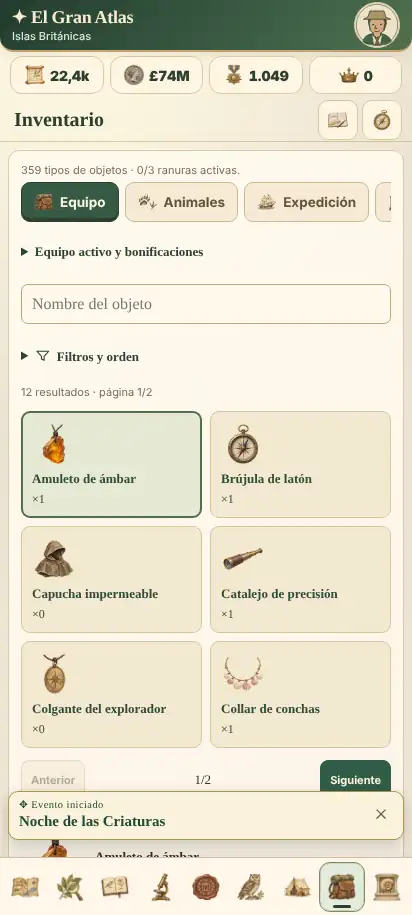 ✦ El Gran Atlas
Islas Británicas
22,4k
£74M
1.049
0
Inventario
359 tipos de objetos · 0/3 ranuras activas.
Equipo
Animales
Expedición
Equipo activo y bonificaciones
Nombre del objeto
Filtros y orden
12 resultados · página 1/2
Amuleto de ámbar
×1
Brújula de latón
×1
Capucha impermeable
×0
Catalejo de precisión
×1
Colgante del explorador
×0
Collar de conchas
×1
Anterior
1/2
Siguiente
✥ Evento iniciado
Noche de las Criaturas
Amuleto de ámbar